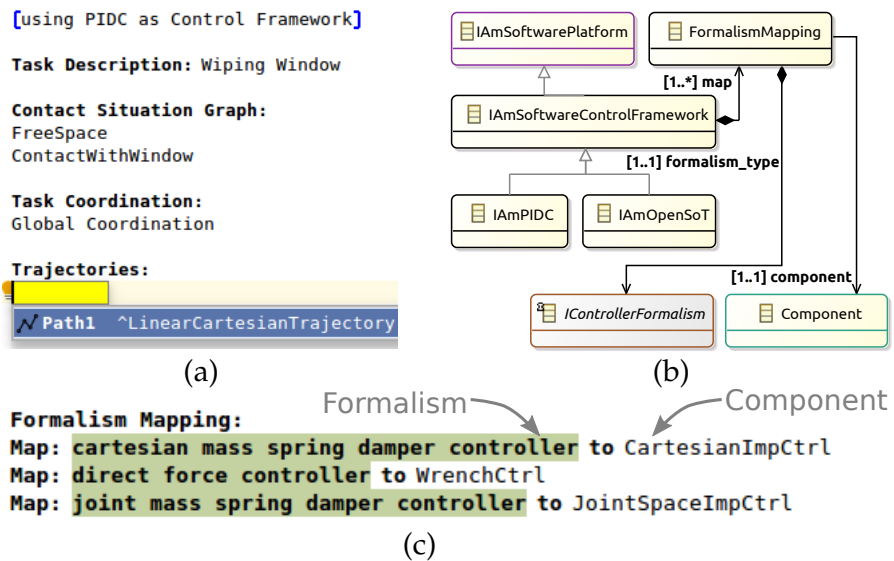 [using PIDC as Control Framework]
Task Description: Wiping Window
Contact Situation Graph:
FreeSpace
ContactWithWindow
Task Coordination:
Global Coordination
Trajectories:
Path1 ^LinearCartesianTrajectory
(a)
IAmSoftwarePlatform
FormalismMapping
[1..*] map
IAmSoftwareControlFramework
[1..1] formalism_type
IAmPIDC
IAmOpenSoT
[1..1] component
IControllerFormalism
Component
(b)
Formalism
Component
Formalism Mapping:
Map: cartesian mass spring damper controller to CartesianImpCtrl
Map: direct force controller to WrenchCtrl
Map: joint mass spring damper controller to JointSpaceImpCtrl
(c)